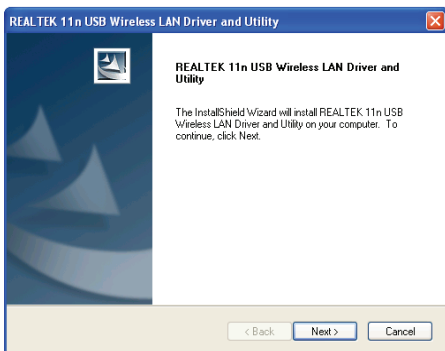 REALTEK 11n USB Wireless LAN Driver and Utility
REALTEK 11n USB Wireless LAN Driver and
Utility
The InstallShield Wizard will install REALTEK 11n USB
Wireless LAN Driver and Utility on your computer. To
continue, click Next.
< Back
Next >
Cancel